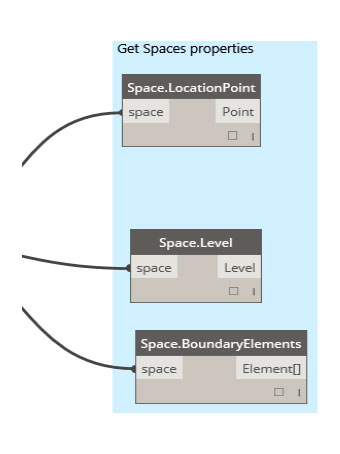 Get Spaces properties
Space.LocationPoint
space Point
Space.Level
space Level
Space.BoundaryElements
space Element[]